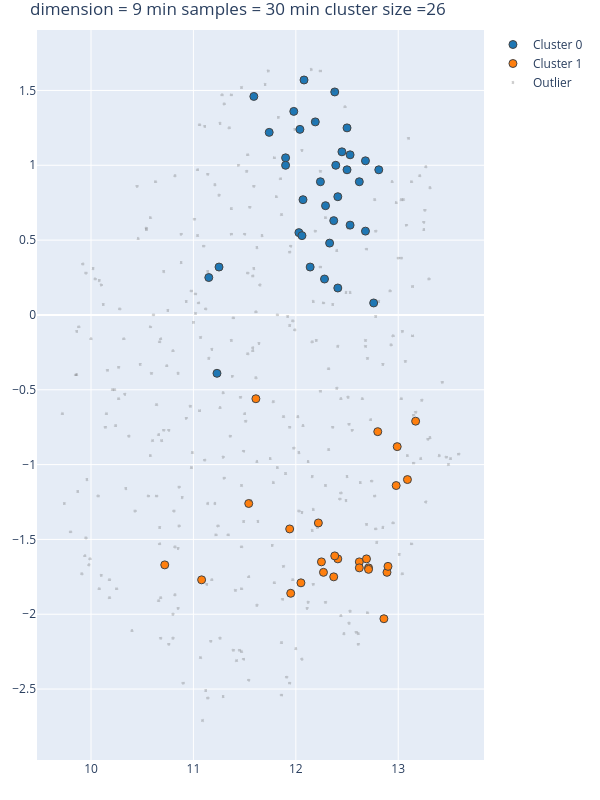 dimension = 9 min samples = 30 min cluster size =26
Cluster 0
Cluster 1
Outlier
1.5
1
0.5
0
−0.5
−1
−1.5
−2
−2.5
10 11 12 13